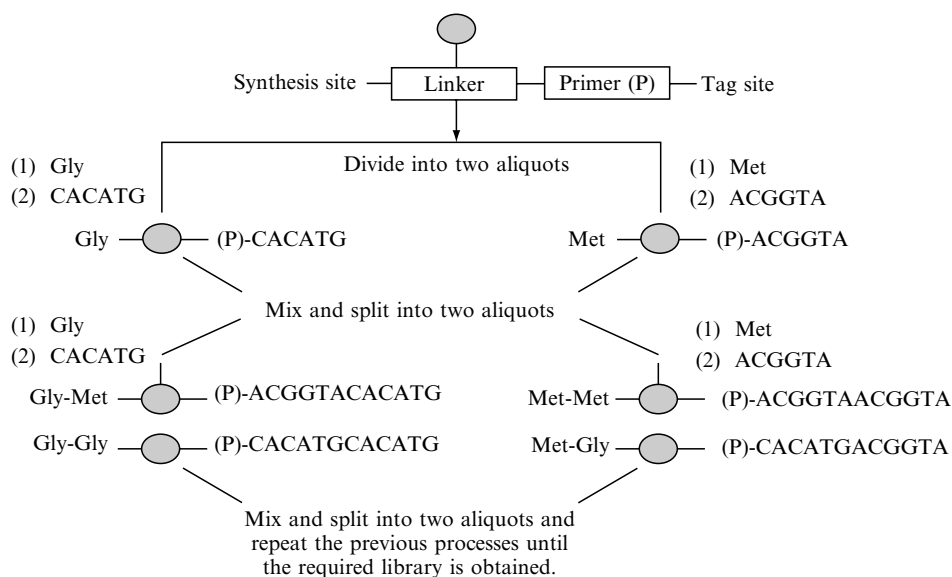 Synthesis site
Linker
Primer (P)
Tag site
Divide into two aliquots
(1) Gly
(2) CACATG
(1) Met
(2) ACGGTA
Gly
(P)-CACATG
Met
(P)-ACGGTA
Mix and split into two aliquots
(1) Gly
(2) CACATG
(1) Met
(2) ACGGTA
Gly-Met
(P)-ACGGTACACATG
Met-Met
(P)-ACGGTAACGGTA
Gly-Gly
(P)-CACATGCACATG
Met-Gly
(P)-CACATGACGGTA
Mix and split into two aliquots and
repeat the previous processes until
the required library is obtained.